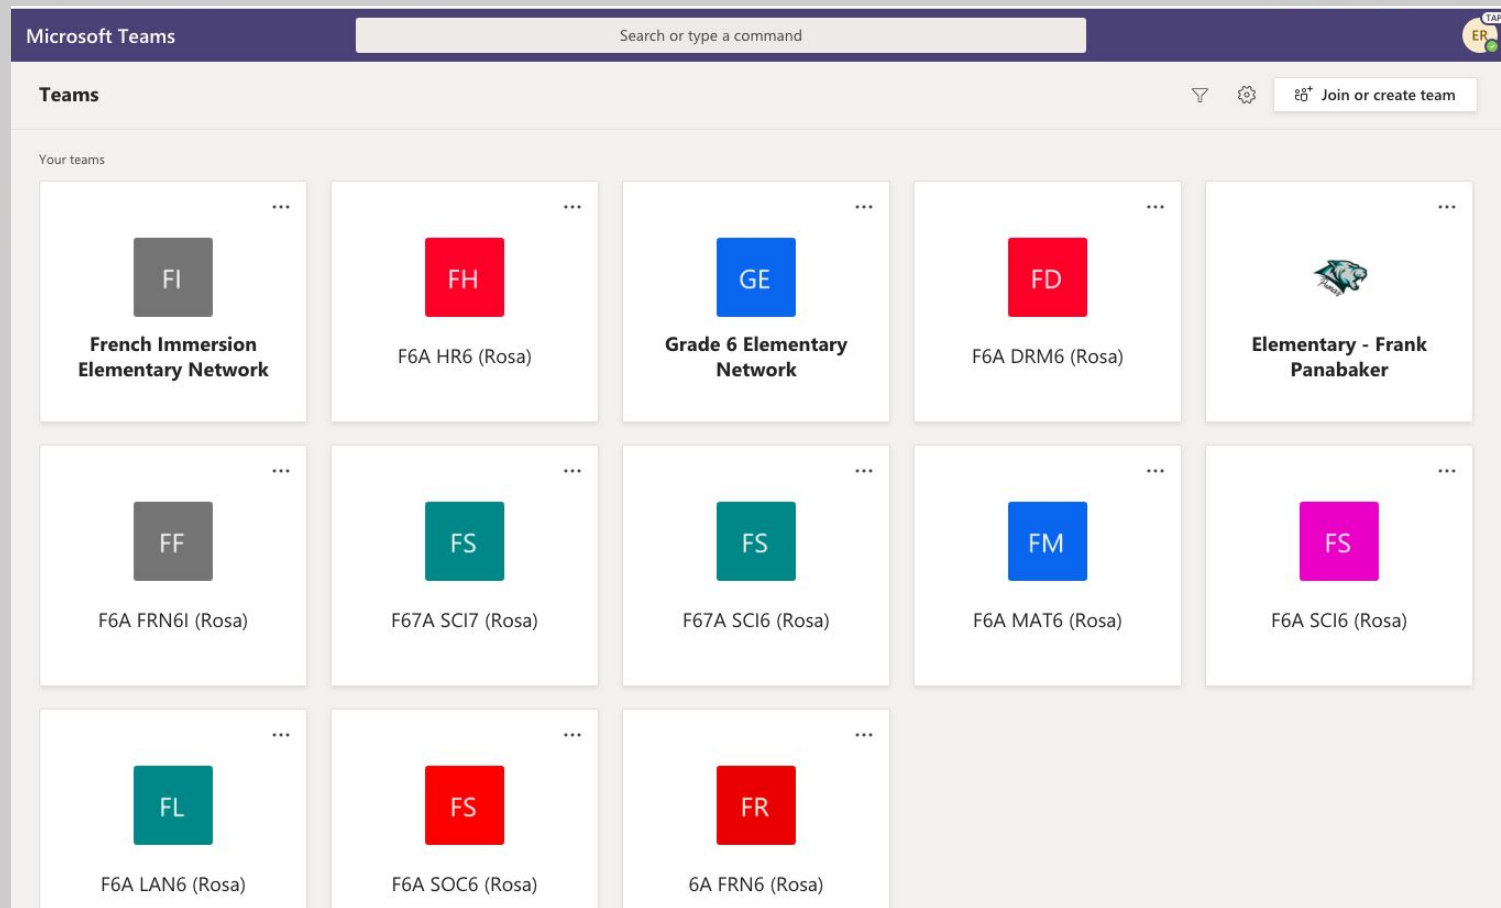 Microsoft Teams
Search or type a command
TAP
ER
Teams
Join or create team
Your teams
FI
French Immersion
Elementary Network
FH
F6A HR6 (Rosa)
GE
Grade 6 Elementary
Network
FD
F6A DRM6 (Rosa)
Pumas
Elementary - Frank
Panabaker
FF
F6A FRN6I (Rosa)
FS
F67A SCI7 (Rosa)
FS
F67A SCI6 (Rosa)
FM
F6A MAT6 (Rosa)
FS
F6A SCI6 (Rosa)
FL
F6A LAN6 (Rosa)
FS
F6A SOC6 (Rosa)
FR
6A FRN6 (Rosa)